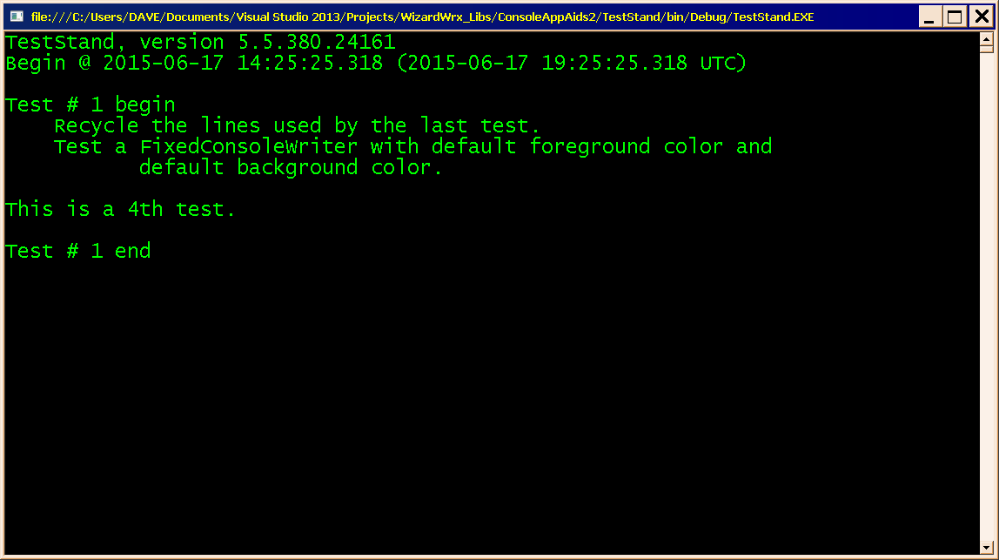 file:///C:/Users/DAVE/Documents/Visual Studio 2013/Projects/WizardWrx_Libs/ConsoleAppAids2/TestStand/bin/Debug/TestStand.EXE
TestStand, version 5.5.380.24161
Begin @ 2015-06-17 14:25:25.318 (2015-06-17 19:25:25.318 UTC)
Test # 1 begin
Recycle the lines used by the last test.
Test a FixedConsoleWriter with default foreground color and
default background color.
This is a 4th test.
Test # 1 end